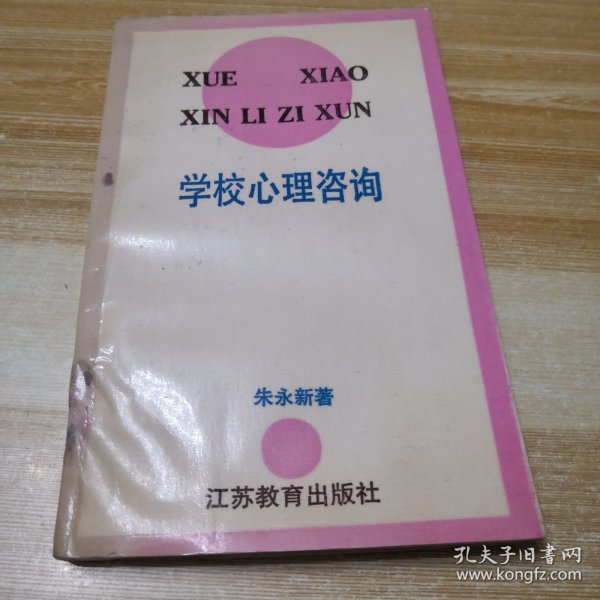 XUE XIAO
XIN LI ZI XUN
学校心理咨询
朱永新著
江苏教育出版社
孔夫子旧书网
www.kongfz.com